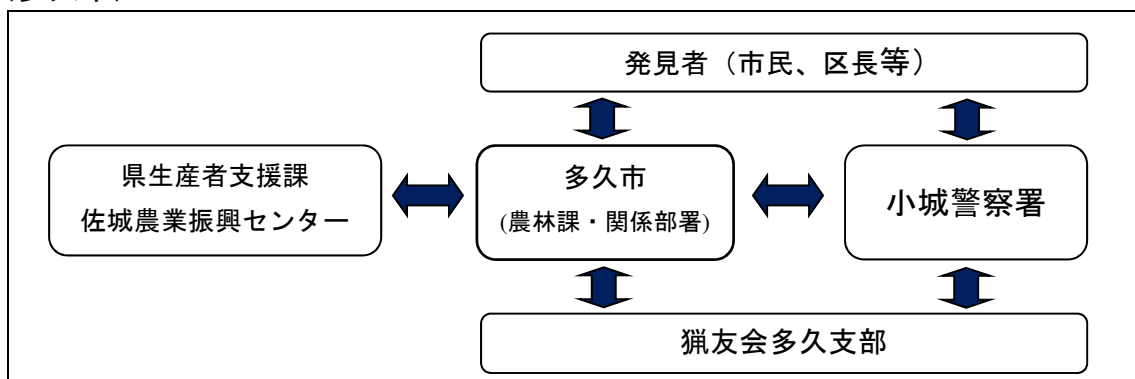 発見者（市民、区長等）
県生産者支援課
佐城農業振興センター
多久市
(農林課・関係部署)
小城警察署
猟友会多久支部